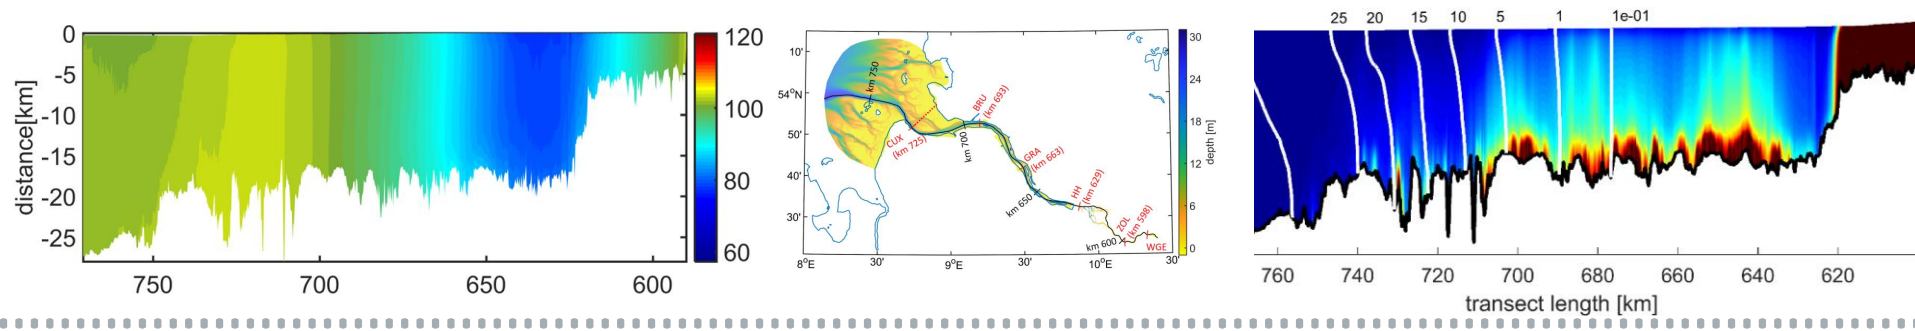 0
-5
-10
-15
-20
-25
distance[km]
750
700
650
600
120
100
80
60
10'
54°N
50'
40'
30'
8°E
30'
9°E
30'
10°E
30'
km 750
CUX
(km 725)
km 700
BRU
(km 693)
GRA
(km 663)
km 650
HH
(km 629)
ZOL
(km 598)
km 600
WGE
30
24
18
12
6
0
depth [m]
25 20 15 10 5 1 1e-01
760 740 720 700 680 660 640 620
transect length [km]